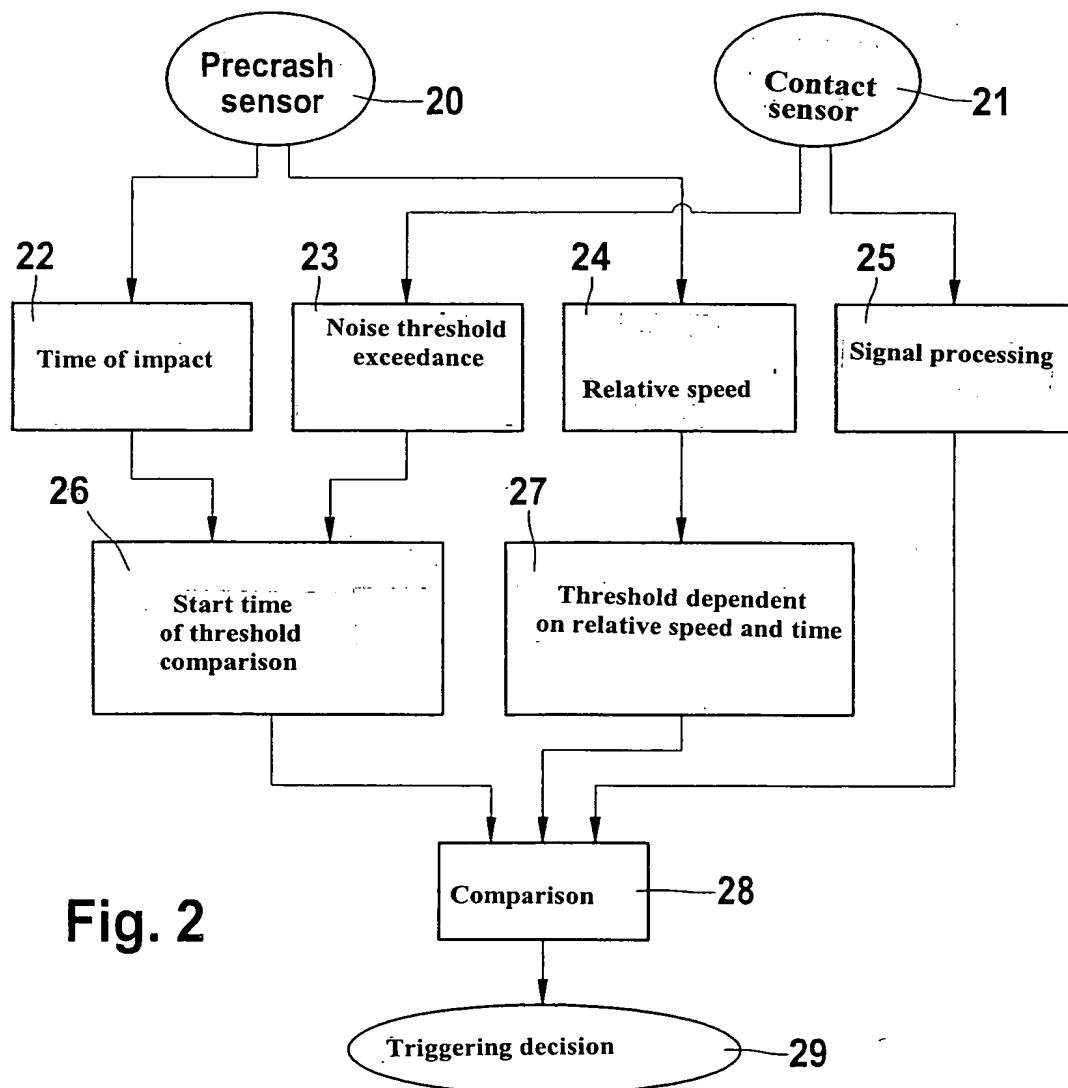 Precrash
sensor
20
Contact
sensor
21
22
23
24
25
Time of impact
Noise threshold
exceedance
Relative speed
Signal processing
26
27
Start time
of threshold
comparison
Threshold dependent
on relative speed and time
Comparison
28
Fig. 2
Triggering decision
29